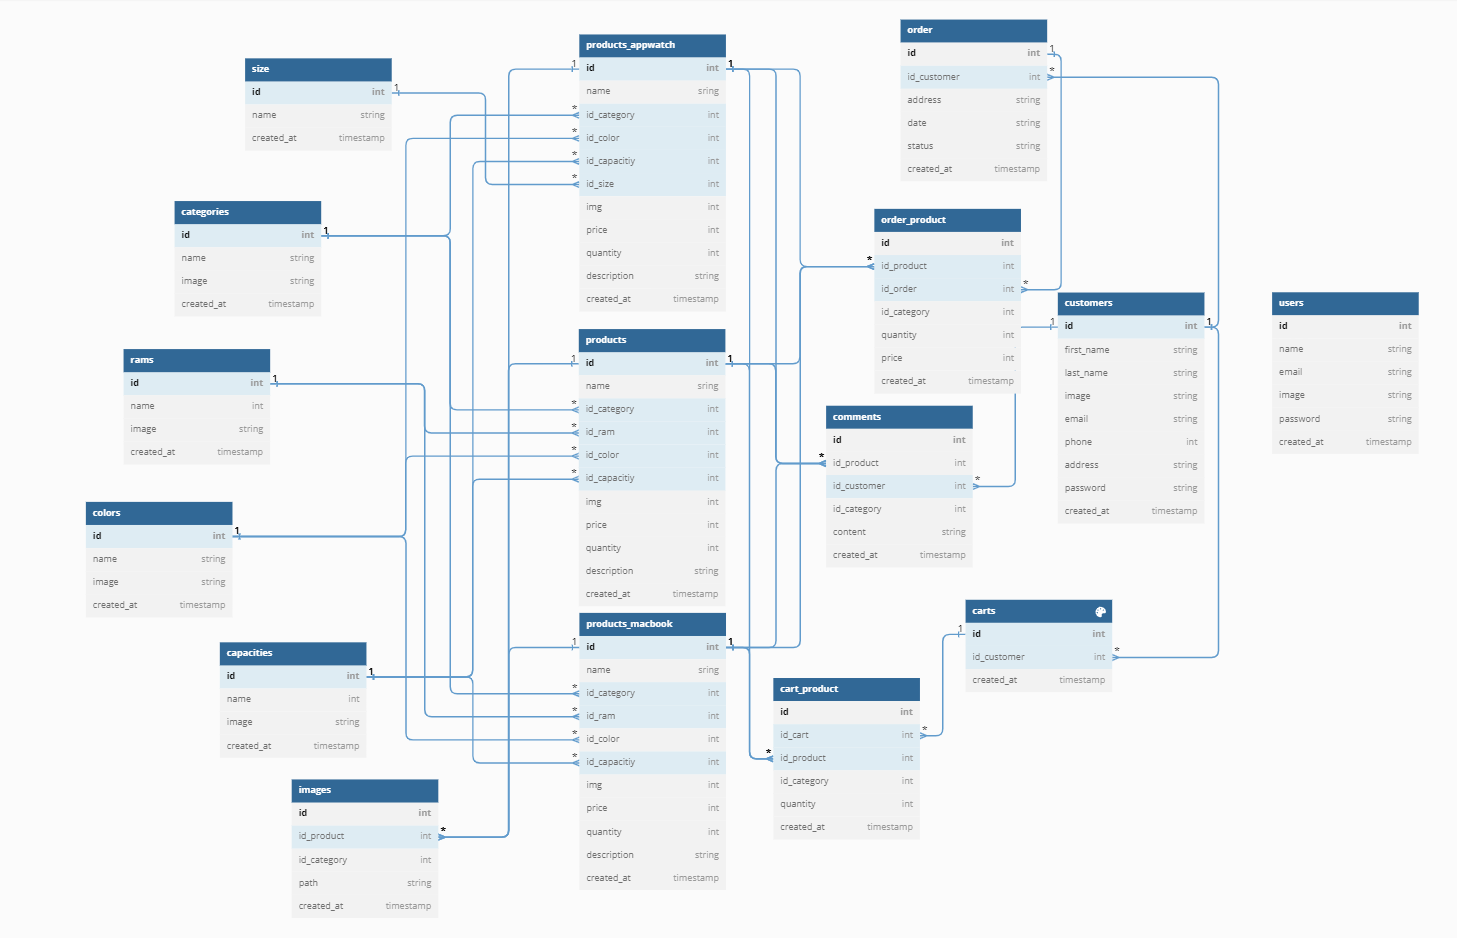 size
id int
name string
created_at timestamp
categories
id int
name string
image string
created_at timestamp
rams
id int
name int
image string
created_at timestamp
colors
id int
name string
image string
created_at timestamp
capacities
id int
name int
image string
created_at timestamp
images
id int
id_product int
id_category int
path string
created_at timestamp
products_appwatch
id int
name sring
id_category int
id_color int
id_capacitiy int
id_size int
img int
price int
quantity int
description string
created_at timestamp
products
id int
name sring
id_category int
id_ram int
id_color int
id_capacitiy int
img int
price int
quantity int
description string
created_at timestamp
products_macbook
id int
name sring
id_category int
id_ram int
id_color int
id_capacitiy int
img int
price int
quantity int
description string
created_at timestamp
order
id int
id_customer int
address string
date string
status string
created_at timestamp
order_product
id int
id_product int
id_order int
id_category int
quantity int
price int
created_at timestamp
comments
id int
id_product int
id_customer int
id_category int
content string
created_at timestamp
customers
id int
first_name string
last_name string
image string
email string
phone int
address string
password string
created_at timestamp
users
id int
name string
email string
image string
password string
created_at timestamp
carts
id int
id_customer int
created_at timestamp
cart_product
id int
id_cart int
id_product int
id_category int
quantity int
created_at timestamp